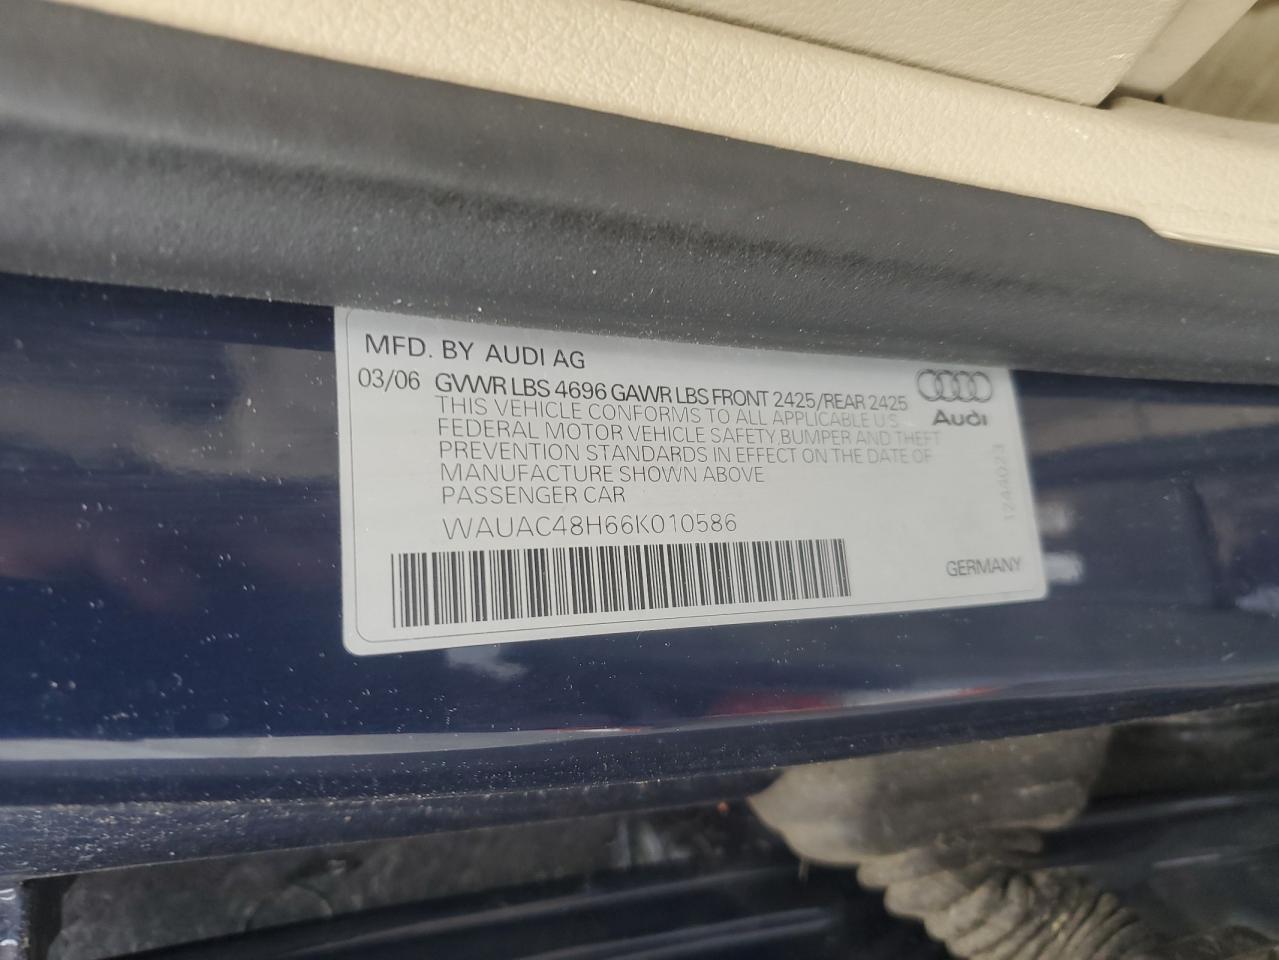 MFD. BY AUDI AG
03/06 GVWR LBS 4696 GAWR LBS FRONT 2425/REAR 2425
THIS VEHICLE CONFORMS TO ALL APPLICABLE U.S.
FEDERAL MOTOR VEHICLE SAFETY, BUMPER AND THEFT
PREVENTION STANDARDS IN EFFECT ON THE DATE OF
MANUFACTURE SHOWN ABOVE
PASSENGER CAR
WAUAC48H66K010586
Audi
1244023
GERMANY